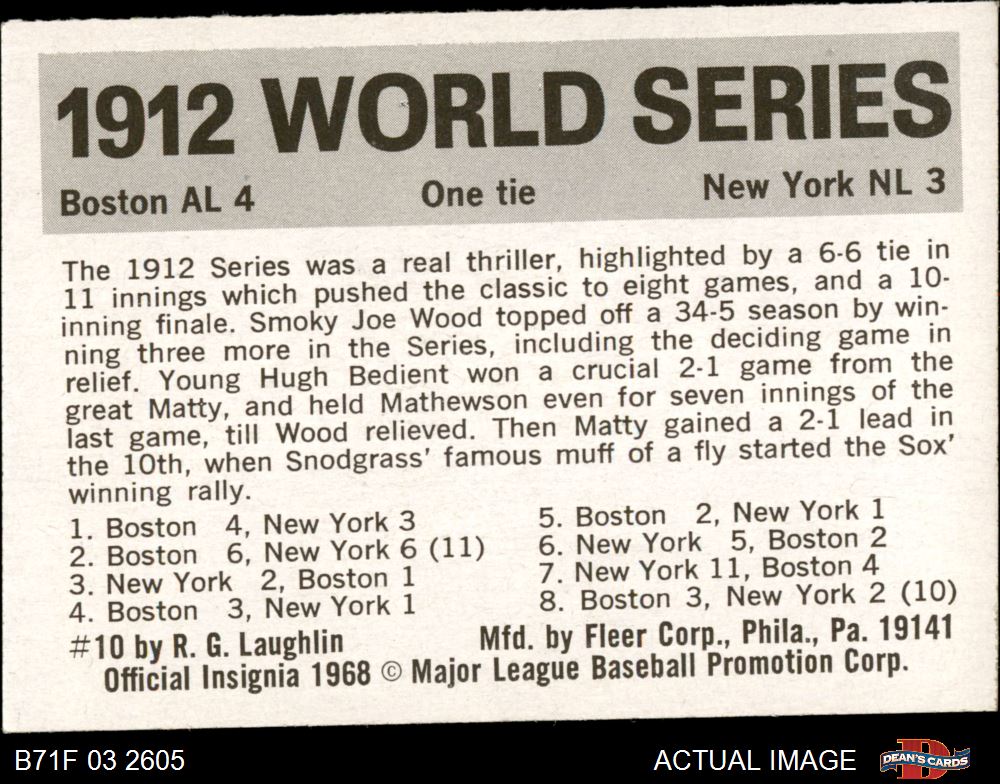 1912 WORLD SERIES
Boston AL 4 One tie New York NL 3
The 1912 Series was a real thriller, highlighted by a 6-6 tie in
11 innings which pushed the classic to eight games, and a 10-
inning finale. Smoky Joe Wood topped off a 34-5 season by win-
ning three more in the Series, including the deciding game in
relief. Young Hugh Bedient won a crucial 2-1 game from the
great Matty, and held Mathewson even for seven innings of the
last game, till Wood relieved. Then Matty gained a 2-1 lead in
the 10th, when Snodgrass' famous muff of a fly started the Sox'
winning rally.
1. Boston 4, New York 3
2. Boston 6, New York 6 (11)
3. New York 2, Boston 1
4. Boston 3, New York 1
5. Boston 2, New York 1
6. New York 5, Boston 2
7. New York 11, Boston 4
8. Boston 3, New York 2 (10)
#10 by R. G. Laughlin Mfd. by Fleer Corp., Phila., Pa. 19141
Official Insignia 1968 © Major League Baseball Promotion Corp.
B71F 03 2605 ACTUAL IMAGE D DEAN'S CARDS